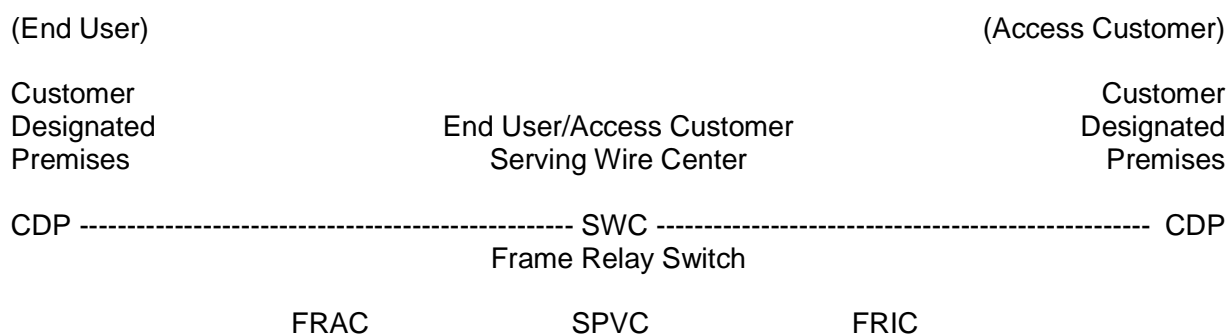 (End User) (Access Customer)
Customer Customer
Designated End User/Access Customer Designated
Premises Serving Wire Center Premises
CDP ---------------------------------------------------- SWC ---------------------------------------------------- CDP
Frame Relay Switch
FRAC SPVC FRIC